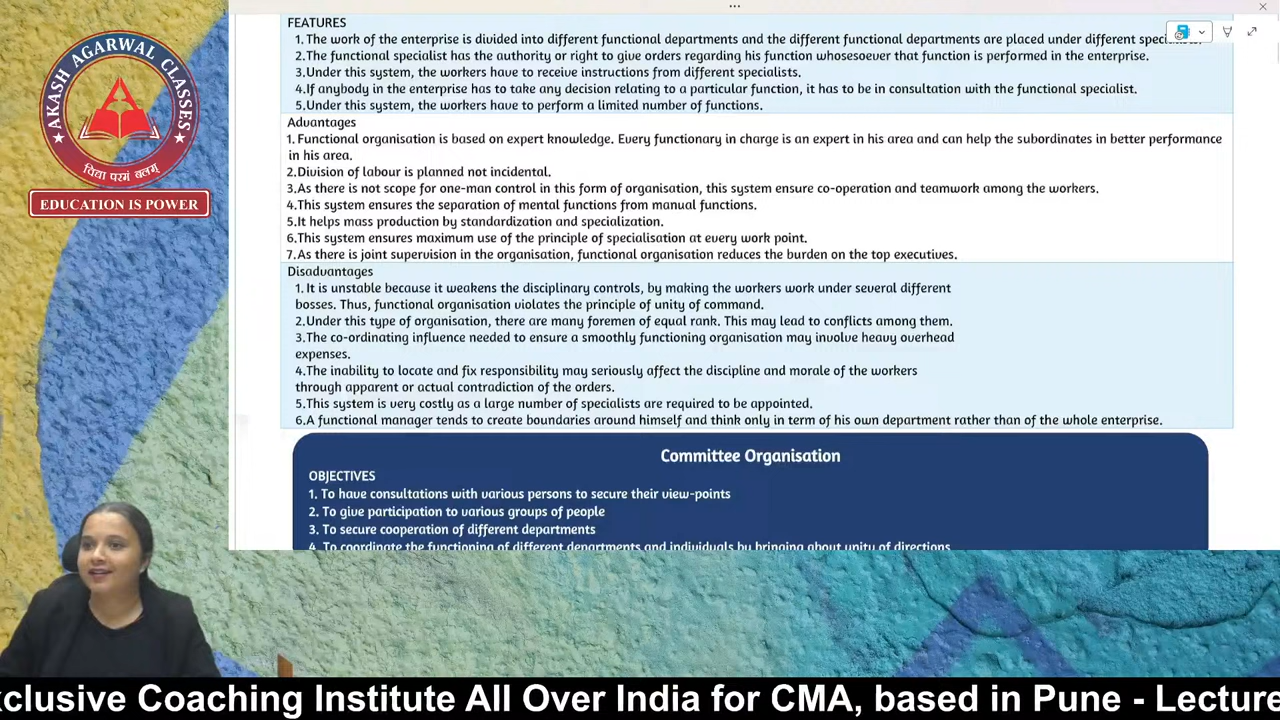 AKASH AGARWAL CLASSES
विद्या परमं बलम्
EDUCATION IS POWER
FEATURES
1. The work of the enterprise is divided into different functional departments and the different functional departments are placed under different
2.The functional specialist has the authority or right to give orders regarding his function whosesoever that function is performed in the enterprise.
3.Under this system, the workers have to receive instructions from different specialists.
4.If anybody in the enterprise has to take any decision relating to a particular function, it has to be in consultation with the functional specialist.
5.Under this system, the workers have to perform a limited number of functions.
Advantages
1.Functional organisation is based on expert knowledge. Every functionary in charge is an expert in his area and can help the subordinates in better performance
in his area.
2.Division of labour is planned not incidental.
3.As there is not scope for one-man control in this form of organisation, this system ensure co-operation and teamwork among the workers.
4.This system ensures the separation of mental functions from manual functions.
5.It helps mass production by standardization and specialization.
6.This system ensures maximum use of the principle of specialisation at every work point.
7.As there is joint supervision in the organisation, functional organisation reduces the burden on the top executives.
Disadvantages
1. It is unstable because it weakens the disciplinary controls, by making the workers work under several different
bosses. Thus, functional organisation violates the principle of unity of command.
2.Under this type of organisation, there are many foremen of equal rank. This may lead to conflicts among them.
3.The co-ordinating influence needed to ensure a smoothly functioning organisation may involve heavy overhead
expenses.
4.The inability to locate and fix responsibility may seriously affect the discipline and morale of the workers
through apparent or actual contradiction of the orders.
5.This system is very costly as a large number of specialists are required to be appointed.
6.A functional manager tends to create boundaries around himself and think only in term of his own department rather than of the whole enterprise.
Committee Organisation
OBJECTIVES
1. To have consultations with various persons to secure their view-points
2. To give participation to various groups of people
3. To secure cooperation of different departments
4. To coordinate the functioning of different departments and individuals by bringing about unity of directions
xclusive Coaching Institute All Over India for CMA, based in Pune - Lecture